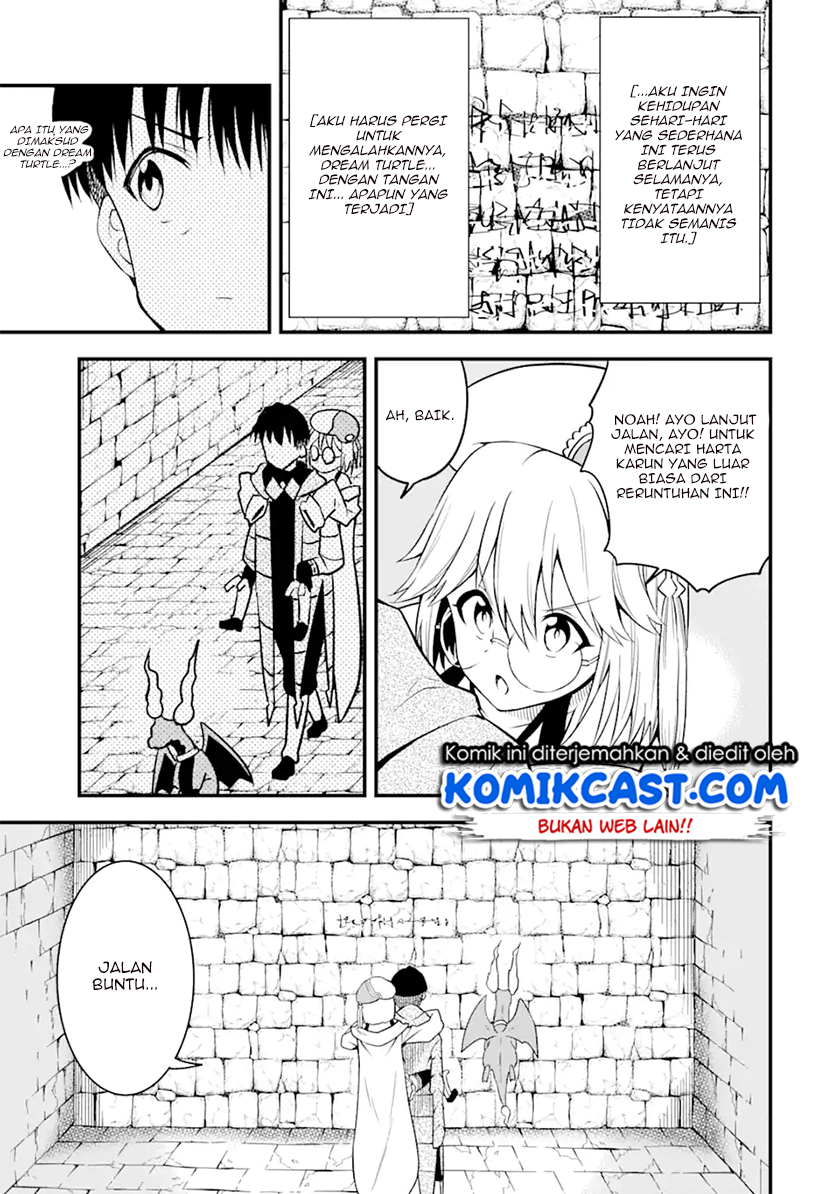 [...AKU INGIN
KEHIDUPAN
SEHARI-HARI
YANG SEDERHANA
INI TERUS
BERLANJUT
SELAMANYA,
TETAPI
KENYATAANNYA
TIDAK SEMANIS
ITU.]
[AKU HARUS PERGI
UNTUK
MENGALAHKANNYA,
DREAM TURTLE...
DENGAN TANGAN
INI... APAPUN YANG
TERJADI]
APA ITU YANG
DIMAKSUD
DENGAN DREAM
TURTLE...?
NOAH! AYO LANJUT
JALAN, AYO! UNTUK
MENCARI HARTA
KARUN YANG LUAR
BIASA DARI
RERUNTUHAN INI!!
AH, BAIK.
Komik ini diterjemahkan & diedit oleh
KOMIKCAST.COM
BUKAN WEB LAIN!!
JALAN
BUNTU...